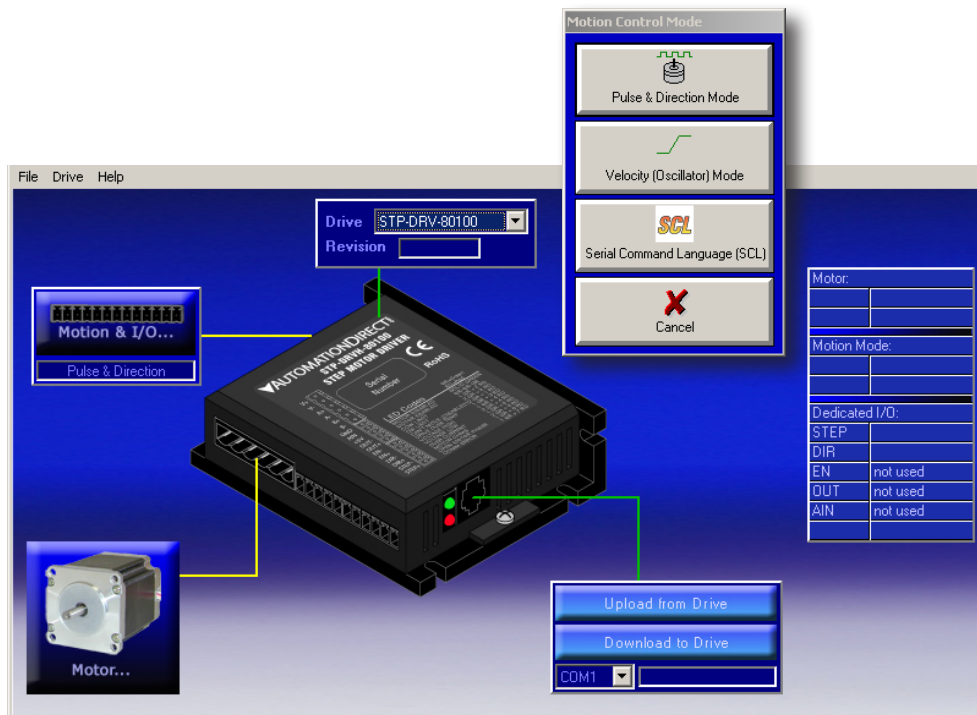 Motion Control Mode
Pulse & Direction Mode
Velocity (Oscillator) Mode
SCL
Serial Command Language (SCL)
Cancel
File Drive Help
Drive STP-DRV-80100
Revision
Motion & I/O...
Pulse & Direction
AUTOMATIONDIRECT
STP-DRVH-80100
STEP MOTOR DRIVER
CE
RoHS
Serial
Number
LED Codes
Motor:
Motion Mode:
Dedicated I/O:
STEP
DIR
EN not used
OUT not used
AIN not used
Motor...
Upload from Drive
Download to Drive
COM1